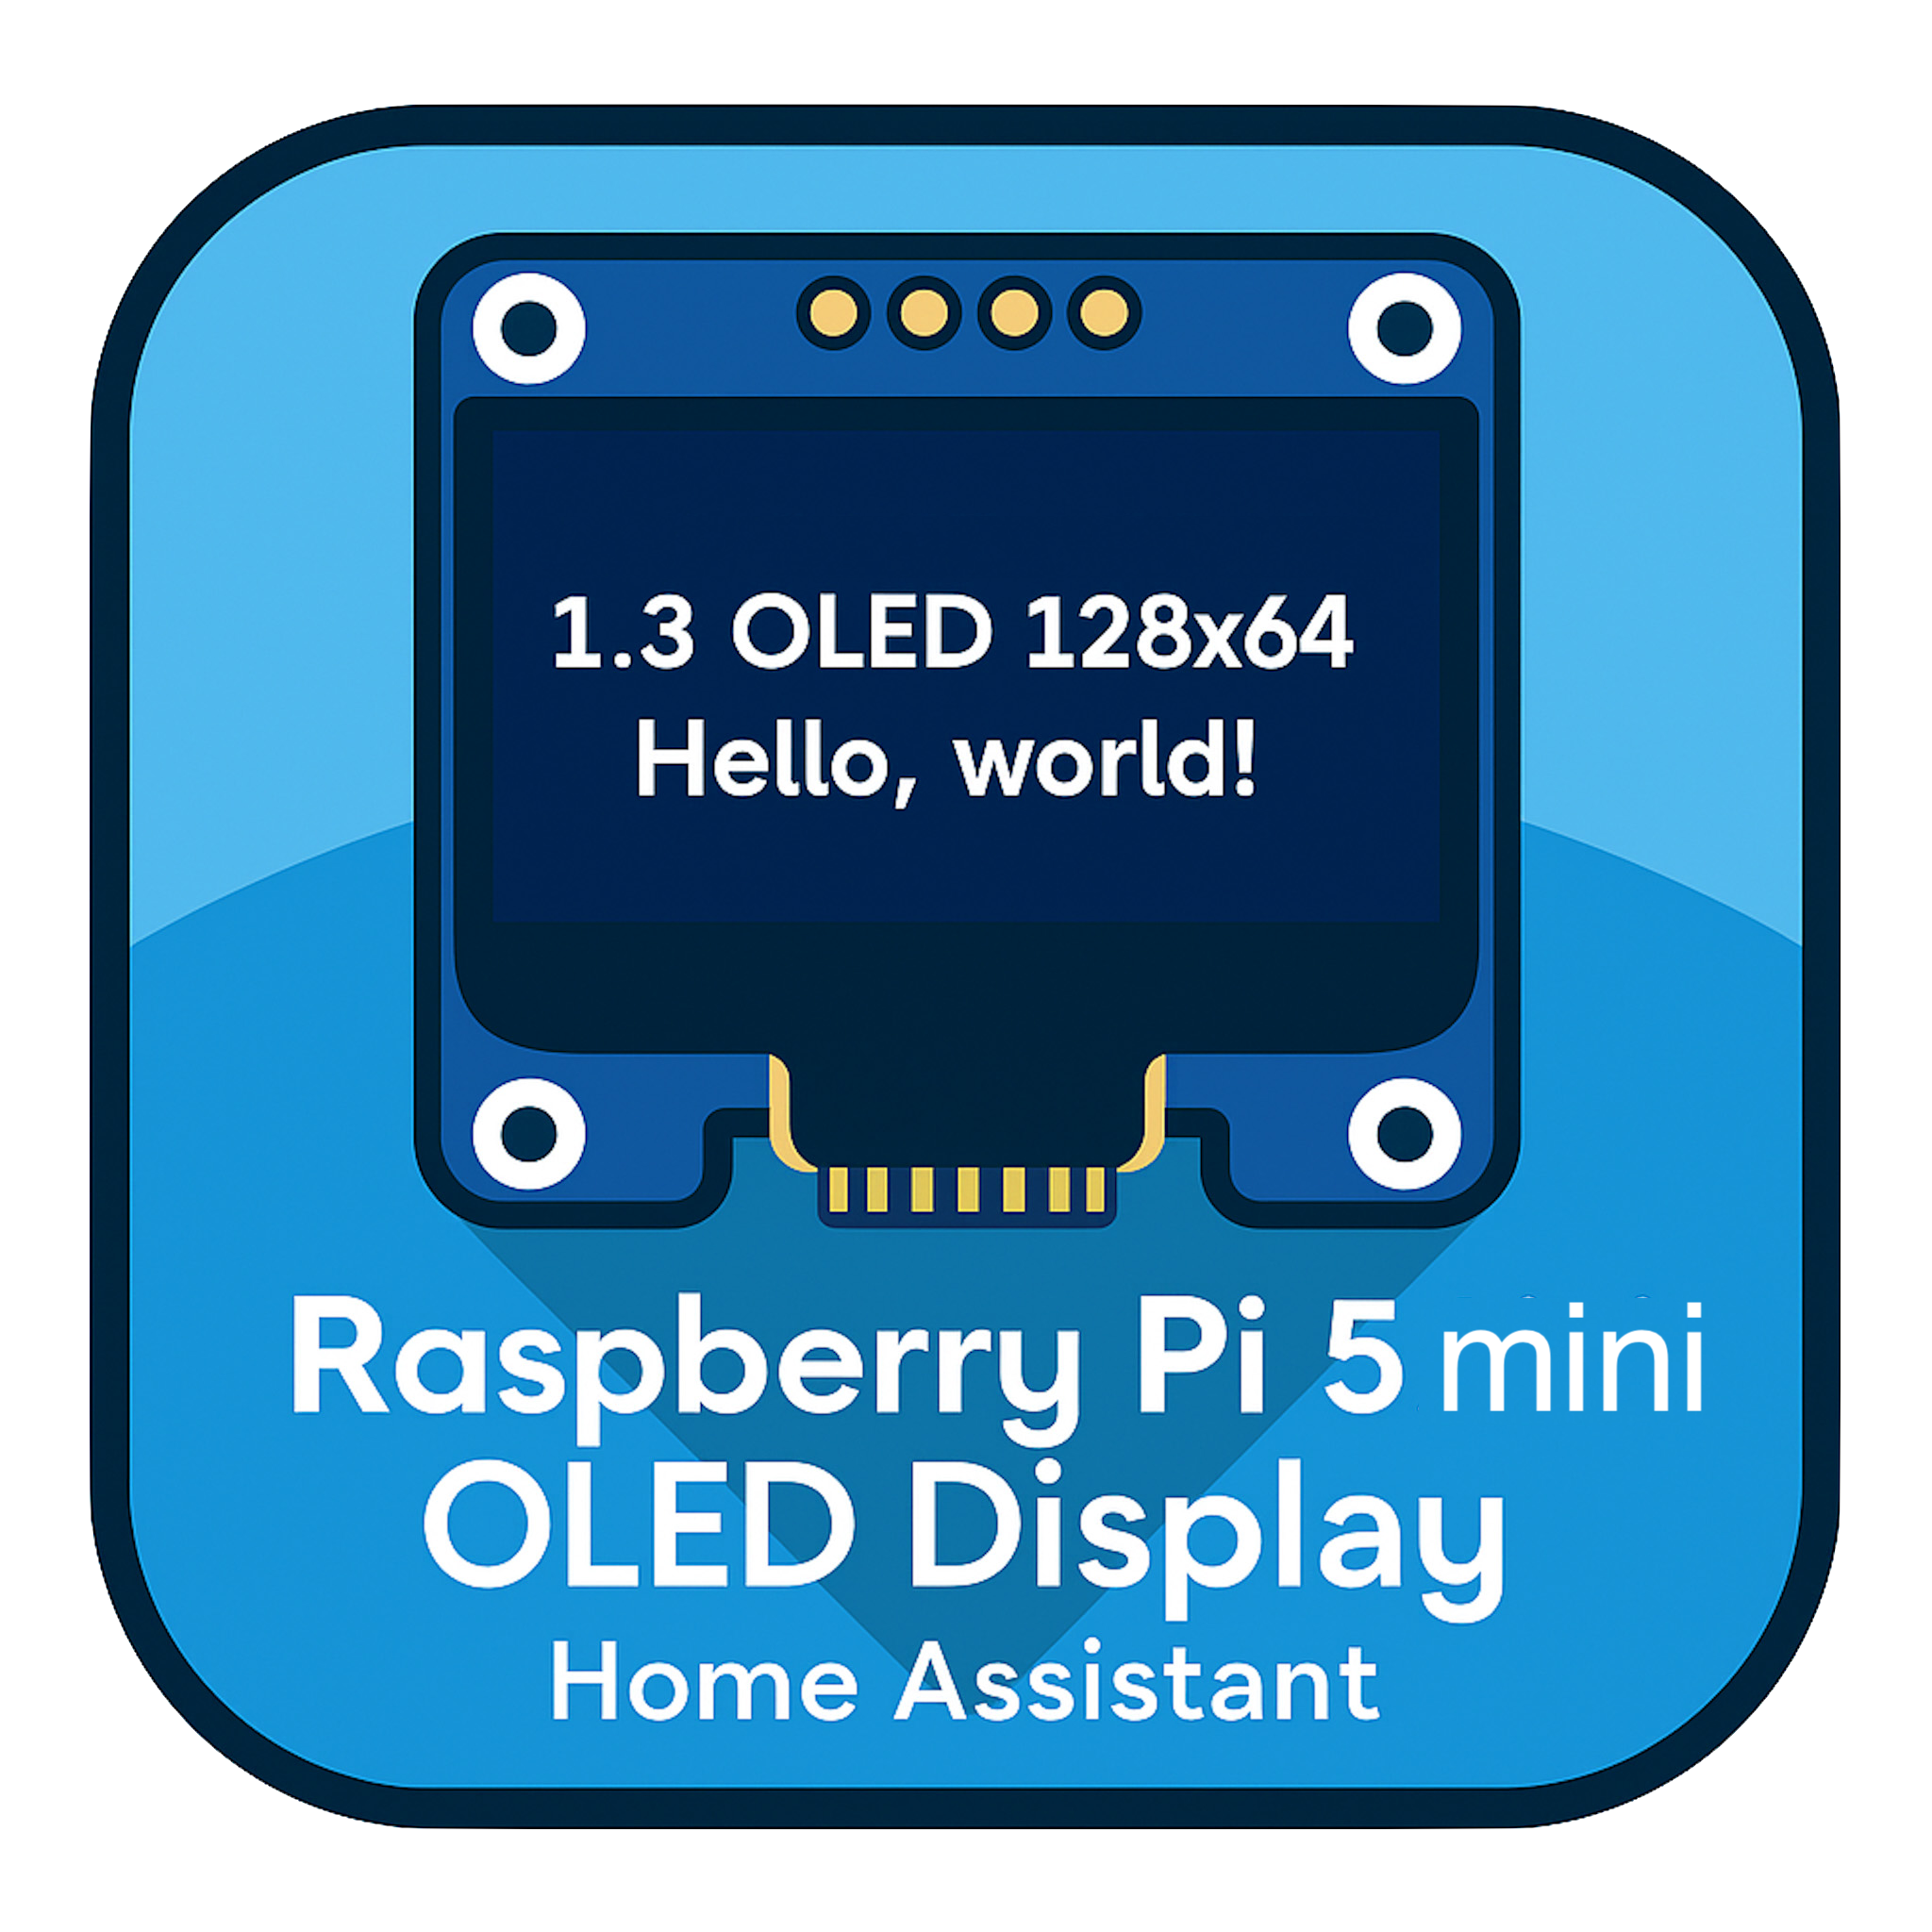 1.3 OLED 128x64
Hello, world!
Raspberry Pi 5 mini
OLED Display
Home Assistant